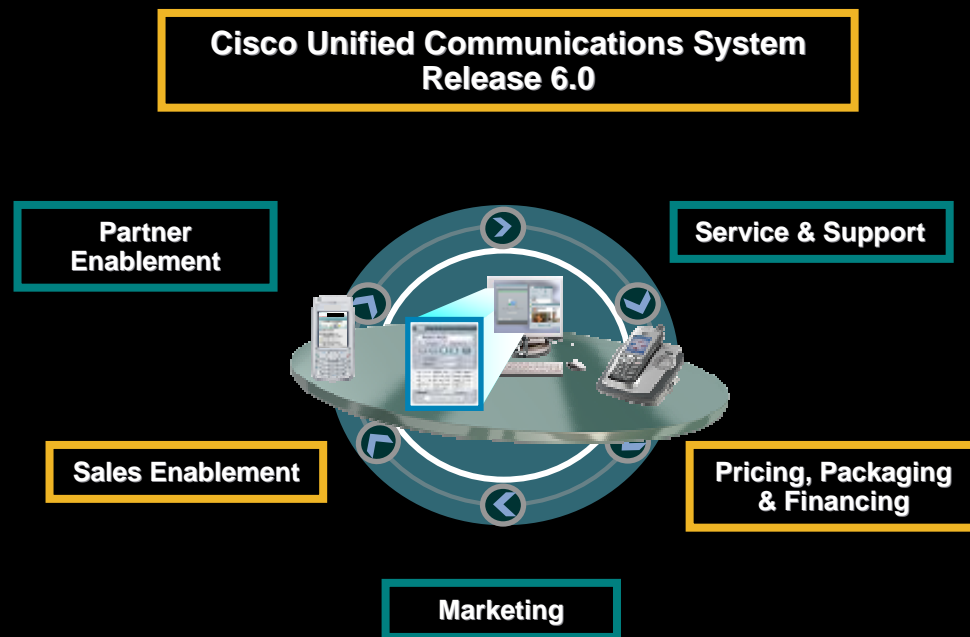 Cisco Unified Communications System
Release 6.0
Partner
Enablement
Service & Support
Sales Enablement
Pricing, Packaging
& Financing
Marketing